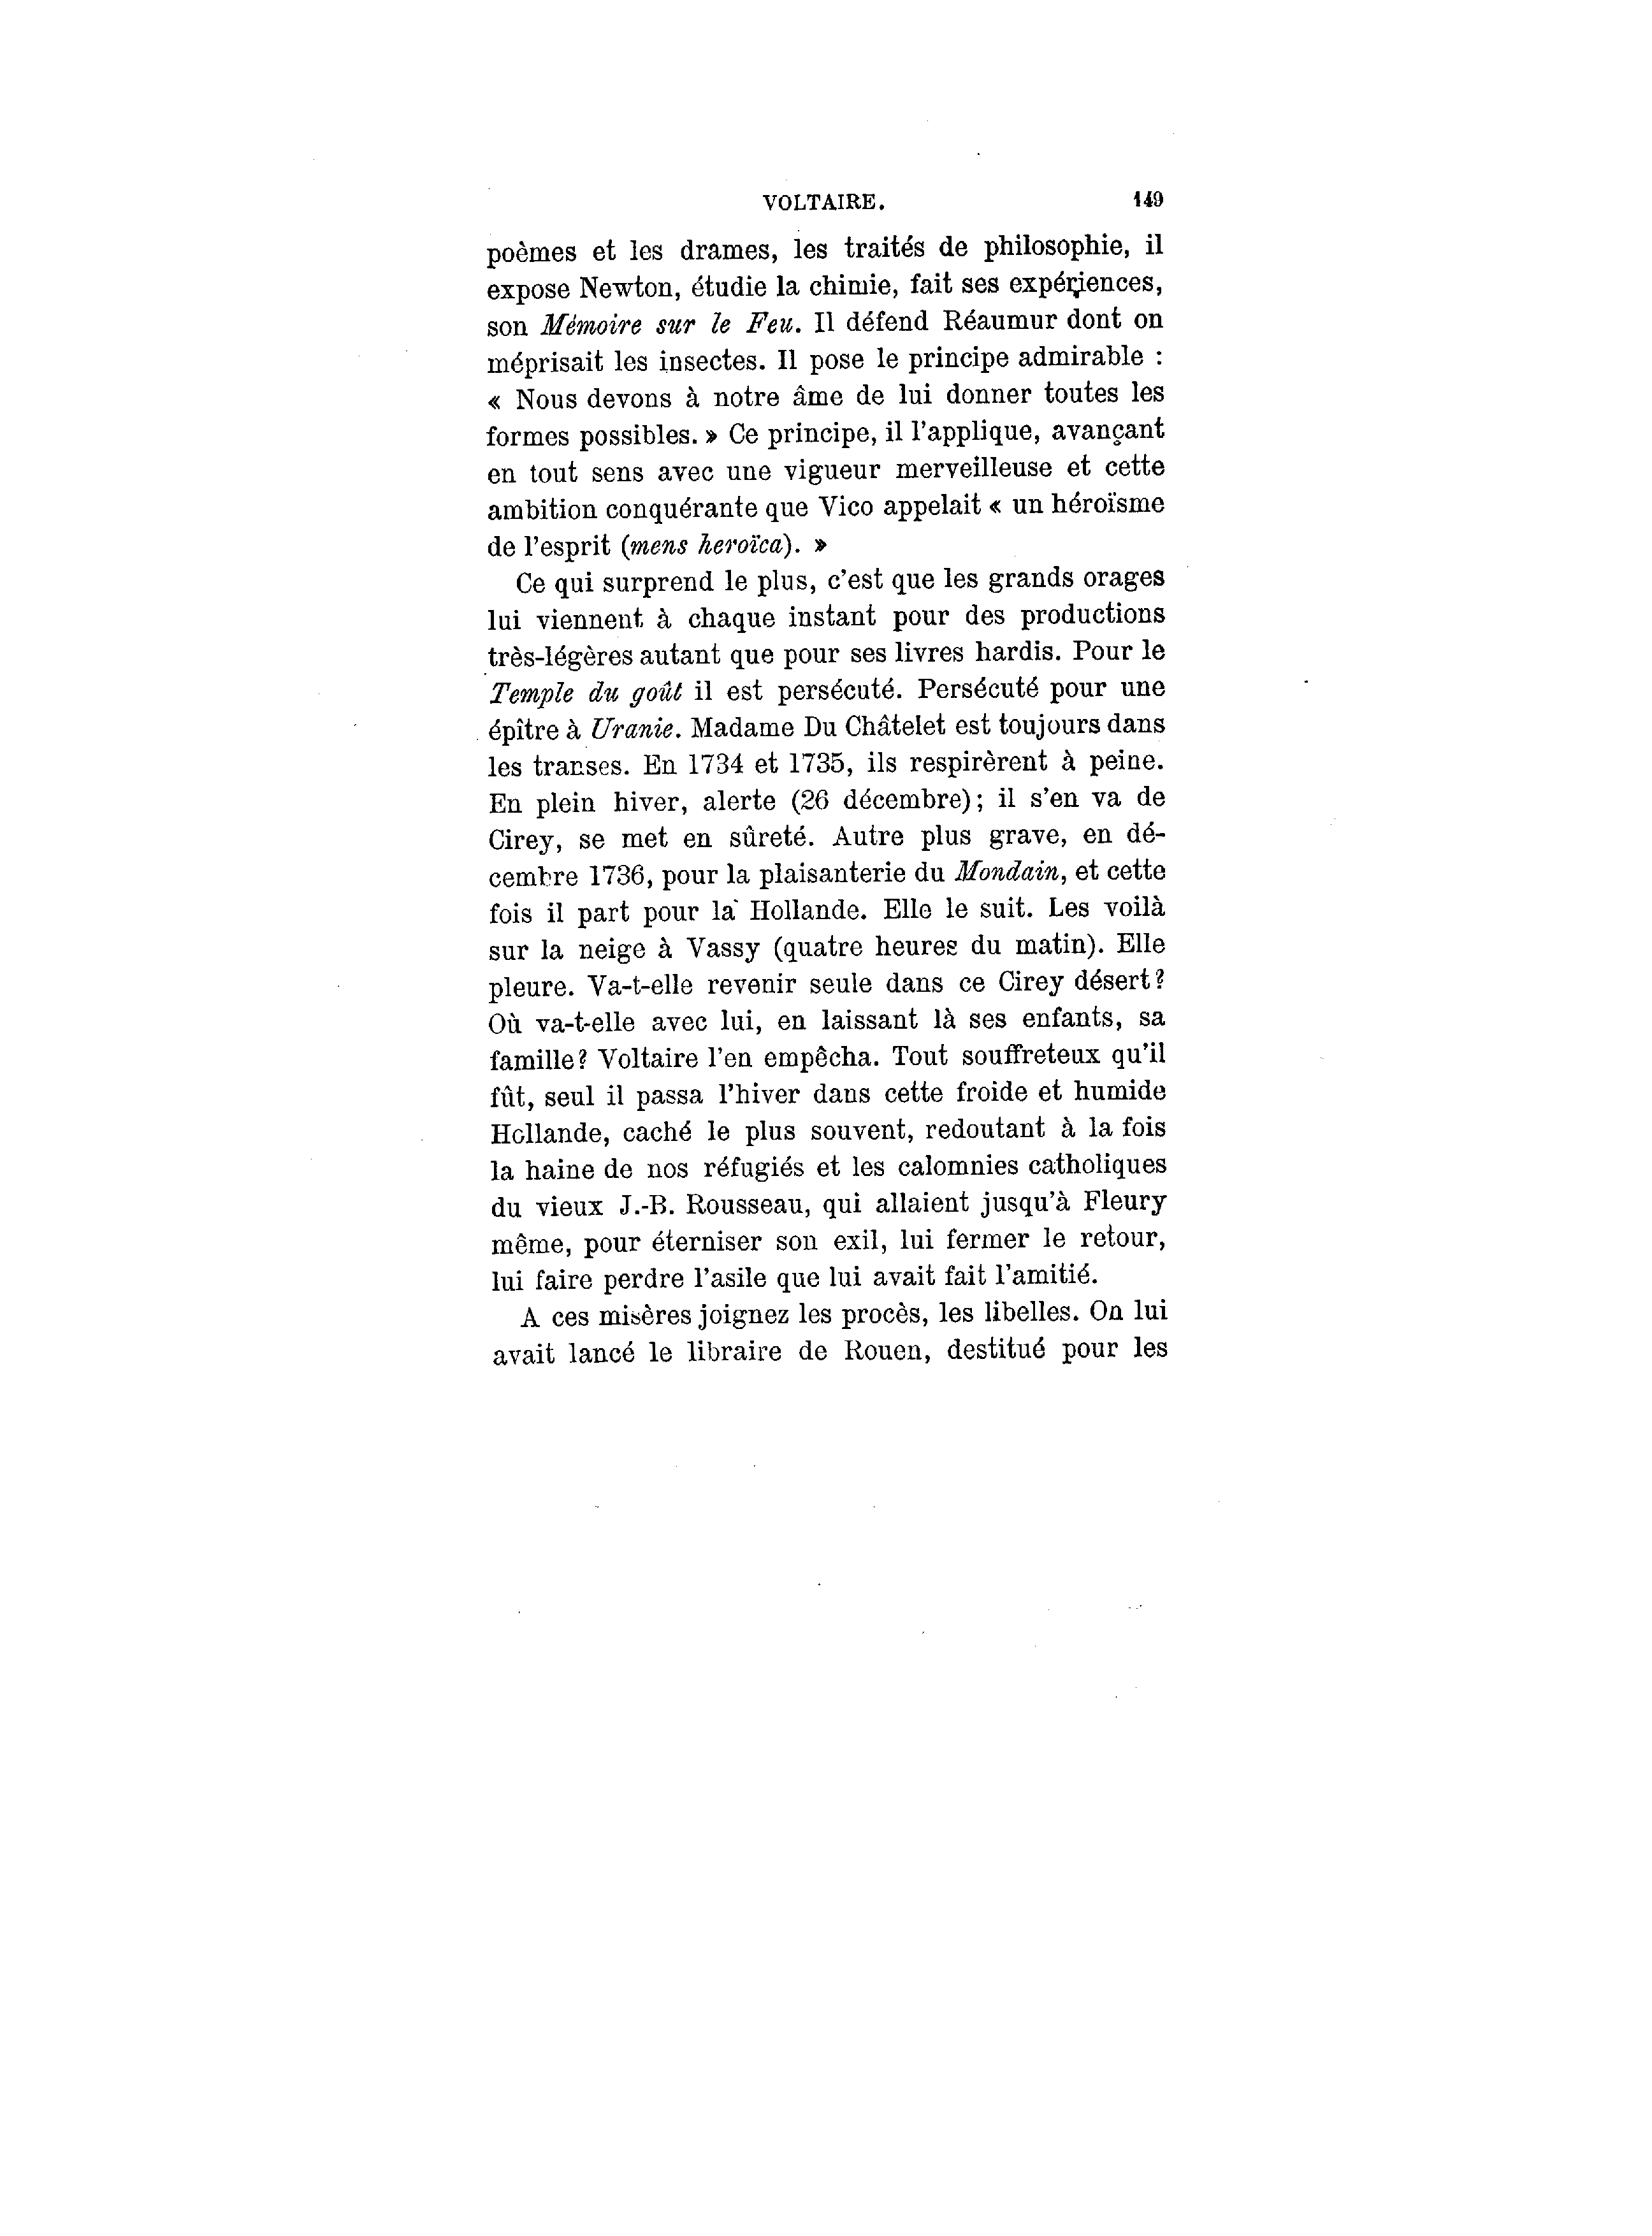 VOLTAIRE. 149
poèmes et les drames, les traités de philosophie, il
expose Newton, étudie la chimie, fait ses expériences,
son Mémoire sur le Feu. Il défend Réaumur dont on
méprisait les insectes. Il pose le principe admirable :
« Nous devons à notre âme de lui donner toutes les
formes possibles. » Ce principe, il l'applique, avançant
en tout sens avec une vigueur merveilleuse et cette
ambition conquérante que Vico appelait « un héroïsme
de l'esprit (mens heroïca). »
Ce qui surprend le plus, c'est que les grands orages
lui viennent à chaque instant pour des productions
très-légères autant que pour ses livres hardis. Pour le
Temple du goût il est persécuté. Persécuté pour une
épître à Uranie. Madame Du Châtelet est toujours dans
les transes. En 1734 et 1735, ils respirèrent à peine.
En plein hiver, alerte (26 décembre); il s'en va de
Cirey, se met en sûreté. Autre plus grave, en dé-
cembre 1736, pour la plaisanterie du Mondain, et cette
fois il part pour la Hollande. Elle le suit. Les voilà
sur la neige à Vassy (quatre heures du matin). Elle
pleure. Va-t-elle revenir seule dans ce Cirey désert?
Où va-t-elle avec lui, en laissant là ses enfants, sa
famille? Voltaire l'en empêcha. Tout souffreteux qu'il
fût, seul il passa l'hiver dans cette froide et humide
Hollande, caché le plus souvent, redoutant à la fois
la haine de nos réfugiés et les calomnies catholiques
du vieux J.-B. Rousseau, qui allaient jusqu'à Fleury
même, pour éterniser son exil, lui fermer le retour,
lui faire perdre l'asile que lui avait fait l'amitié.
A ces misères joignez les procès, les libelles. On lui
avait lancé le libraire de Rouen, destitué pour les